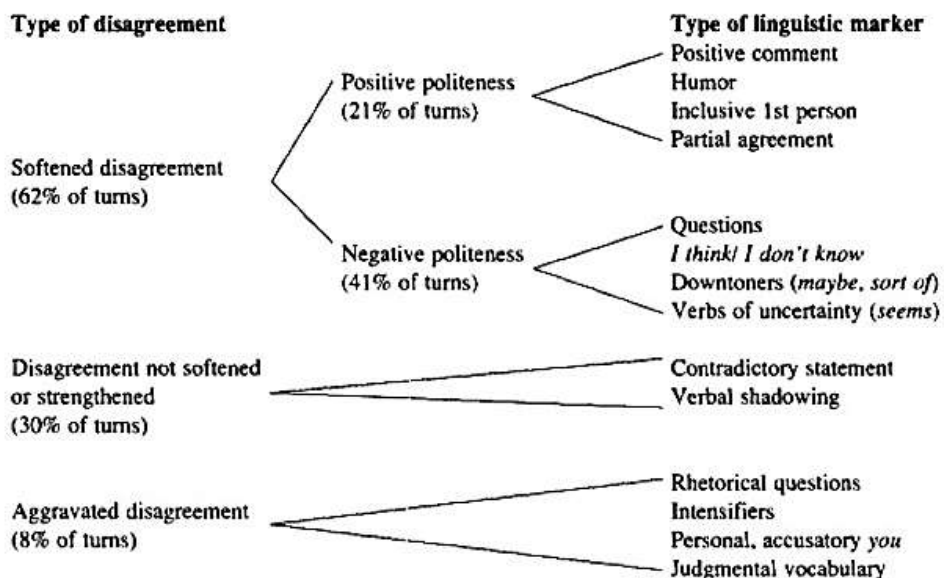 Type of disagreement
Type of linguistic marker
Softened disagreement
(62% of turns)
Positive politeness
(21% of turns)
Positive comment
Humor
Inclusive 1st person
Partial agreement
Negative politeness
(41% of turns)
Questions
I think/ I don't know
Downtoners (maybe, sort of)
Verbs of uncertainty (seems)
Disagreement not softened
or strengthened
(30% of turns)
Contradictory statement
Verbal shadowing
Aggravated disagreement
(8% of turns)
Rhetorical questions
Intensifiers
Personal, accusatory you
Judgmental vocabulary